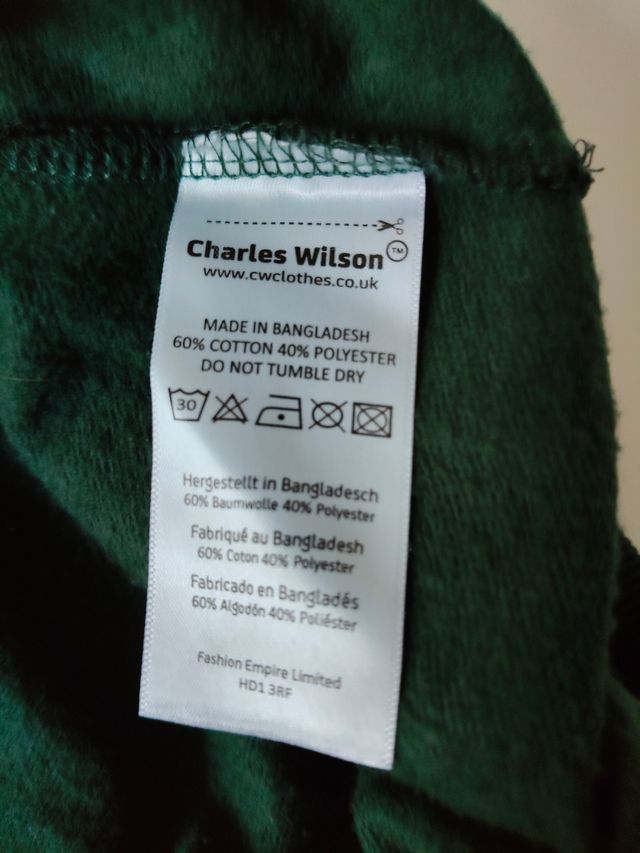 Charles Wilson™
www.cwclothes.co.uk
MADE IN BANGLADESH
60% COTTON 40% POLYESTER
DO NOT TUMBLE DRY
30
Hergestellt in Bangladesch
60% Baumwolle 40% Polyester
Fabriqué au Bangladesh
60% Coton 40% Polyester
Fabricado en Bangladés
60% Algodón 40% Poliéster
Fashion Empire Limited
HD1 3RF